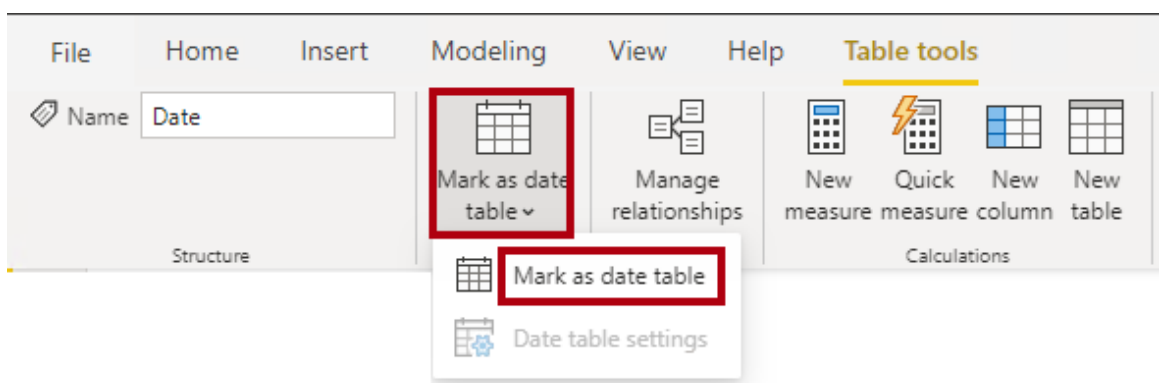 File Home Insert Modeling View Help Table tools
Name Date
Mark as date
table
Manage
relationships
New
measure
Quick
measure
New
column
New
table
Structure
Calculations
Mark as date table
Date table settings